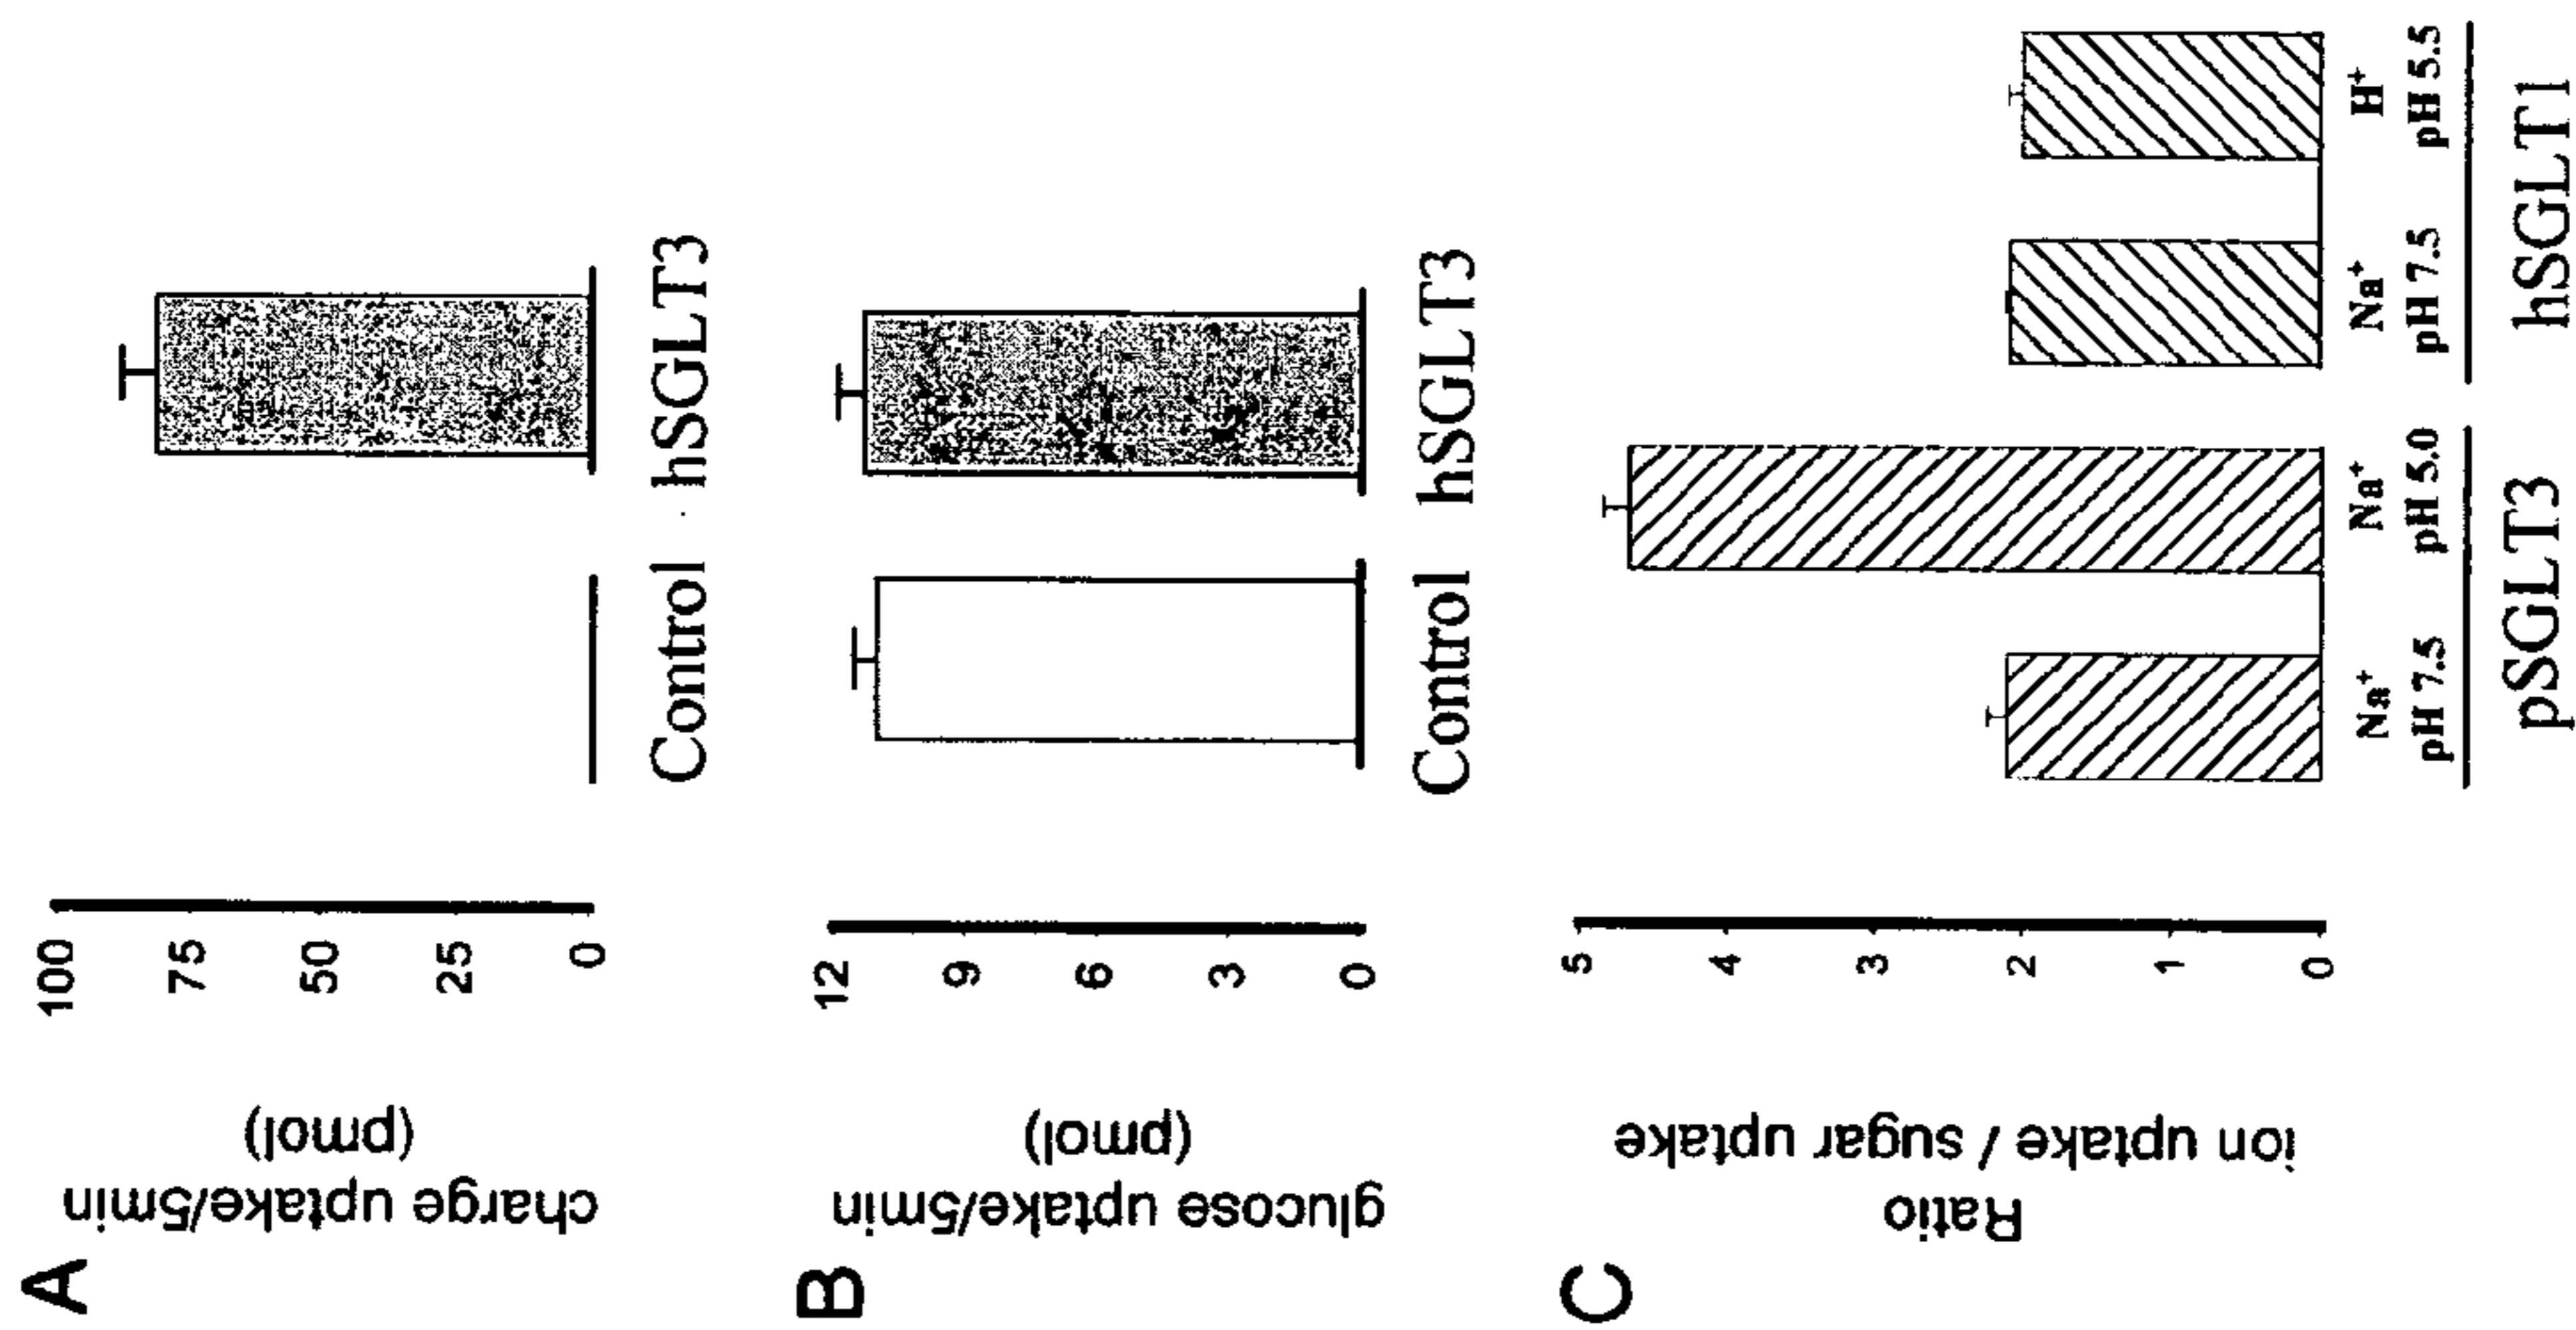 A
charge uptake/5min
(pmol)
100
75
50
25
0
Control
hSGLT3
B
glucose uptake/5min
(pmol)
12
9
6
3
0
Control
hSGLT3
C
Ratio
ion uptake / sugar uptake
5
4
3
2
1
0
Na⁺
pH 7.5
Na⁺
pH 5.0
pSGLT3
Na⁺
pH 7.5
H⁺
pH 5.5
hSGLT1